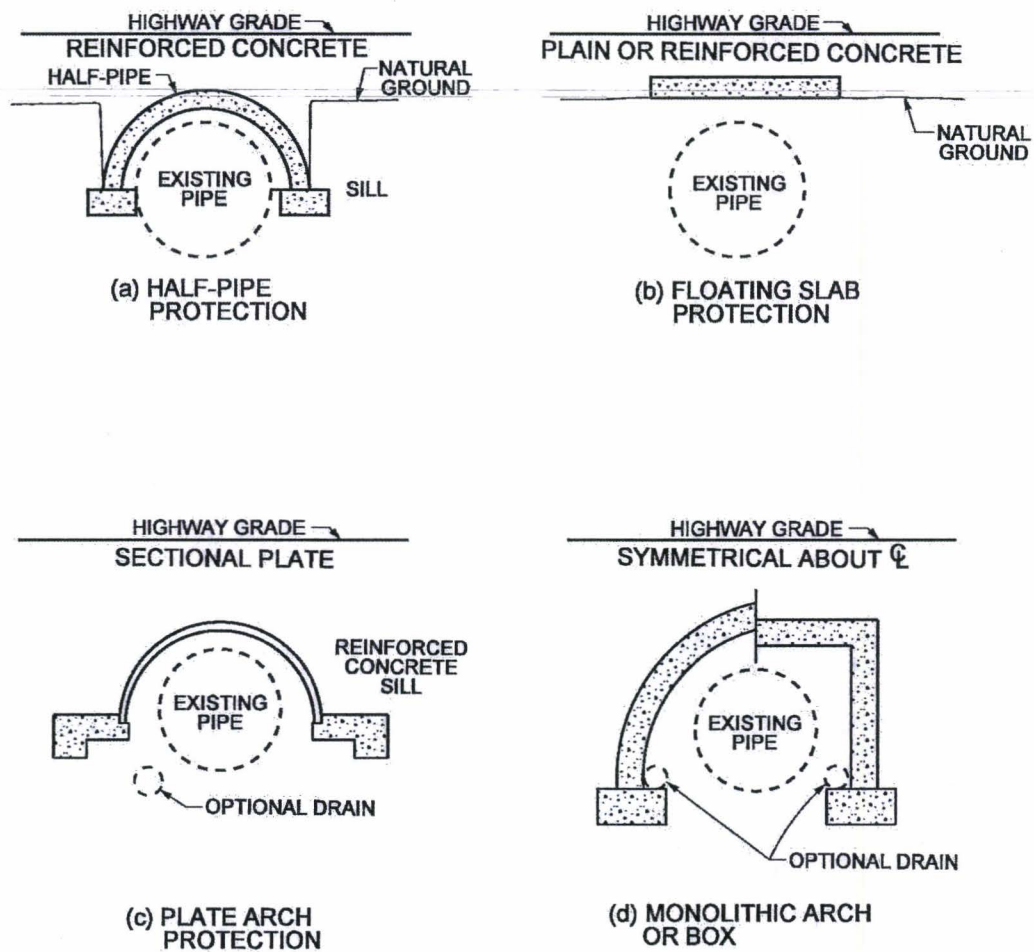 HIGHWAY GRADE
REINFORCED CONCRETE
HALF-PIPE
NATURAL
GROUND
EXISTING
PIPE
SILL
(a) HALF-PIPE
PROTECTION
HIGHWAY GRADE
PLAIN OR REINFORCED CONCRETE
NATURAL
GROUND
EXISTING
PIPE
(b) FLOATING SLAB
PROTECTION
HIGHWAY GRADE
SECTIONAL PLATE
REINFORCED
CONCRETE
SILL
EXISTING
PIPE
OPTIONAL DRAIN
(c) PLATE ARCH
PROTECTION
HIGHWAY GRADE
SYMMETRICAL ABOUT ℄
EXISTING
PIPE
OPTIONAL DRAIN
(d) MONOLITHIC ARCH
OR BOX